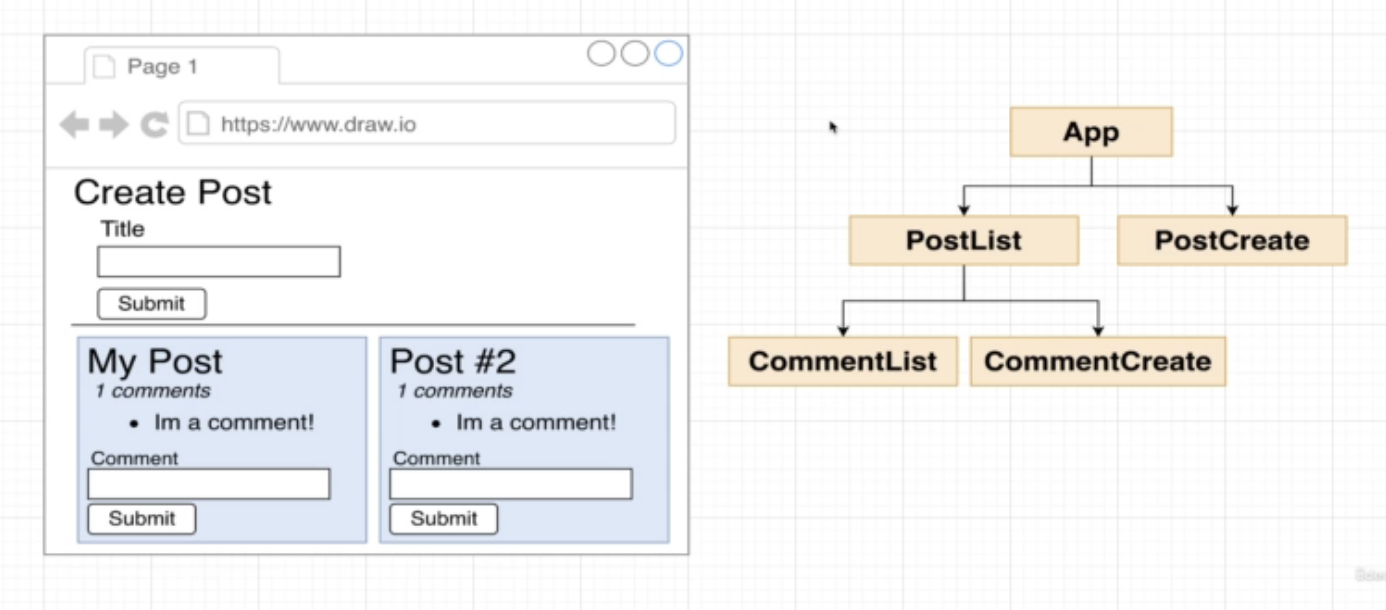 Page 1
https://www.draw.io
Create Post
Title
Submit
My Post
1 comments
• Im a comment!
Comment
Submit
Post #2
1 comments
• Im a comment!
Comment
Submit
App
PostList
PostCreate
CommentList
CommentCreate